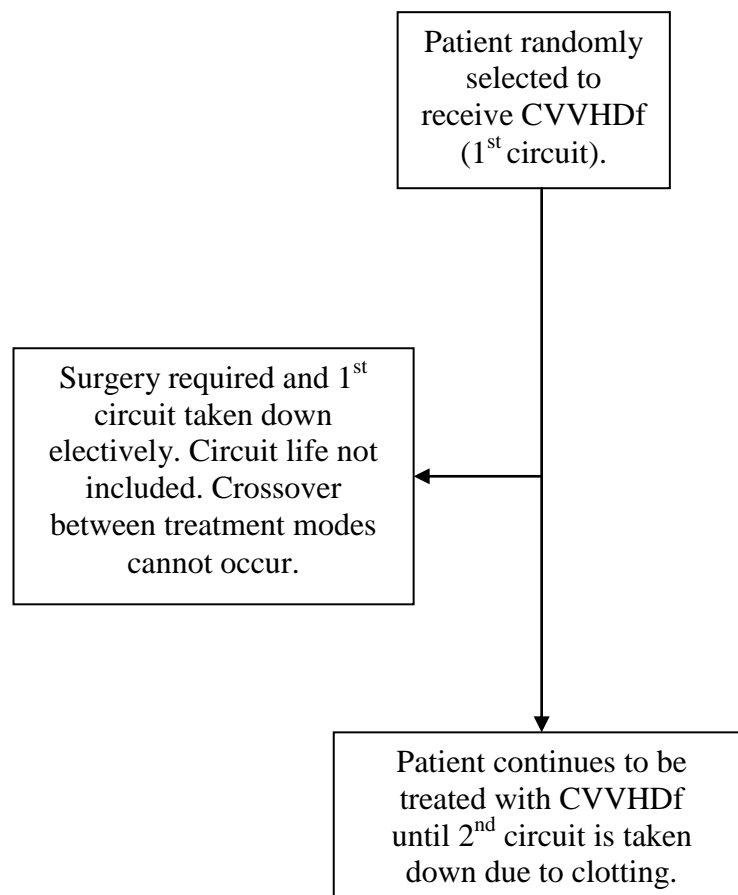 Patient randomly
selected to
receive CVVHDf
(1st circuit).
Surgery required and 1st
circuit taken down
electively. Circuit life not
included. Crossover
between treatment modes
cannot occur.
Patient continues to be
treated with CVVHDf
until 2nd circuit is taken
down due to clotting.